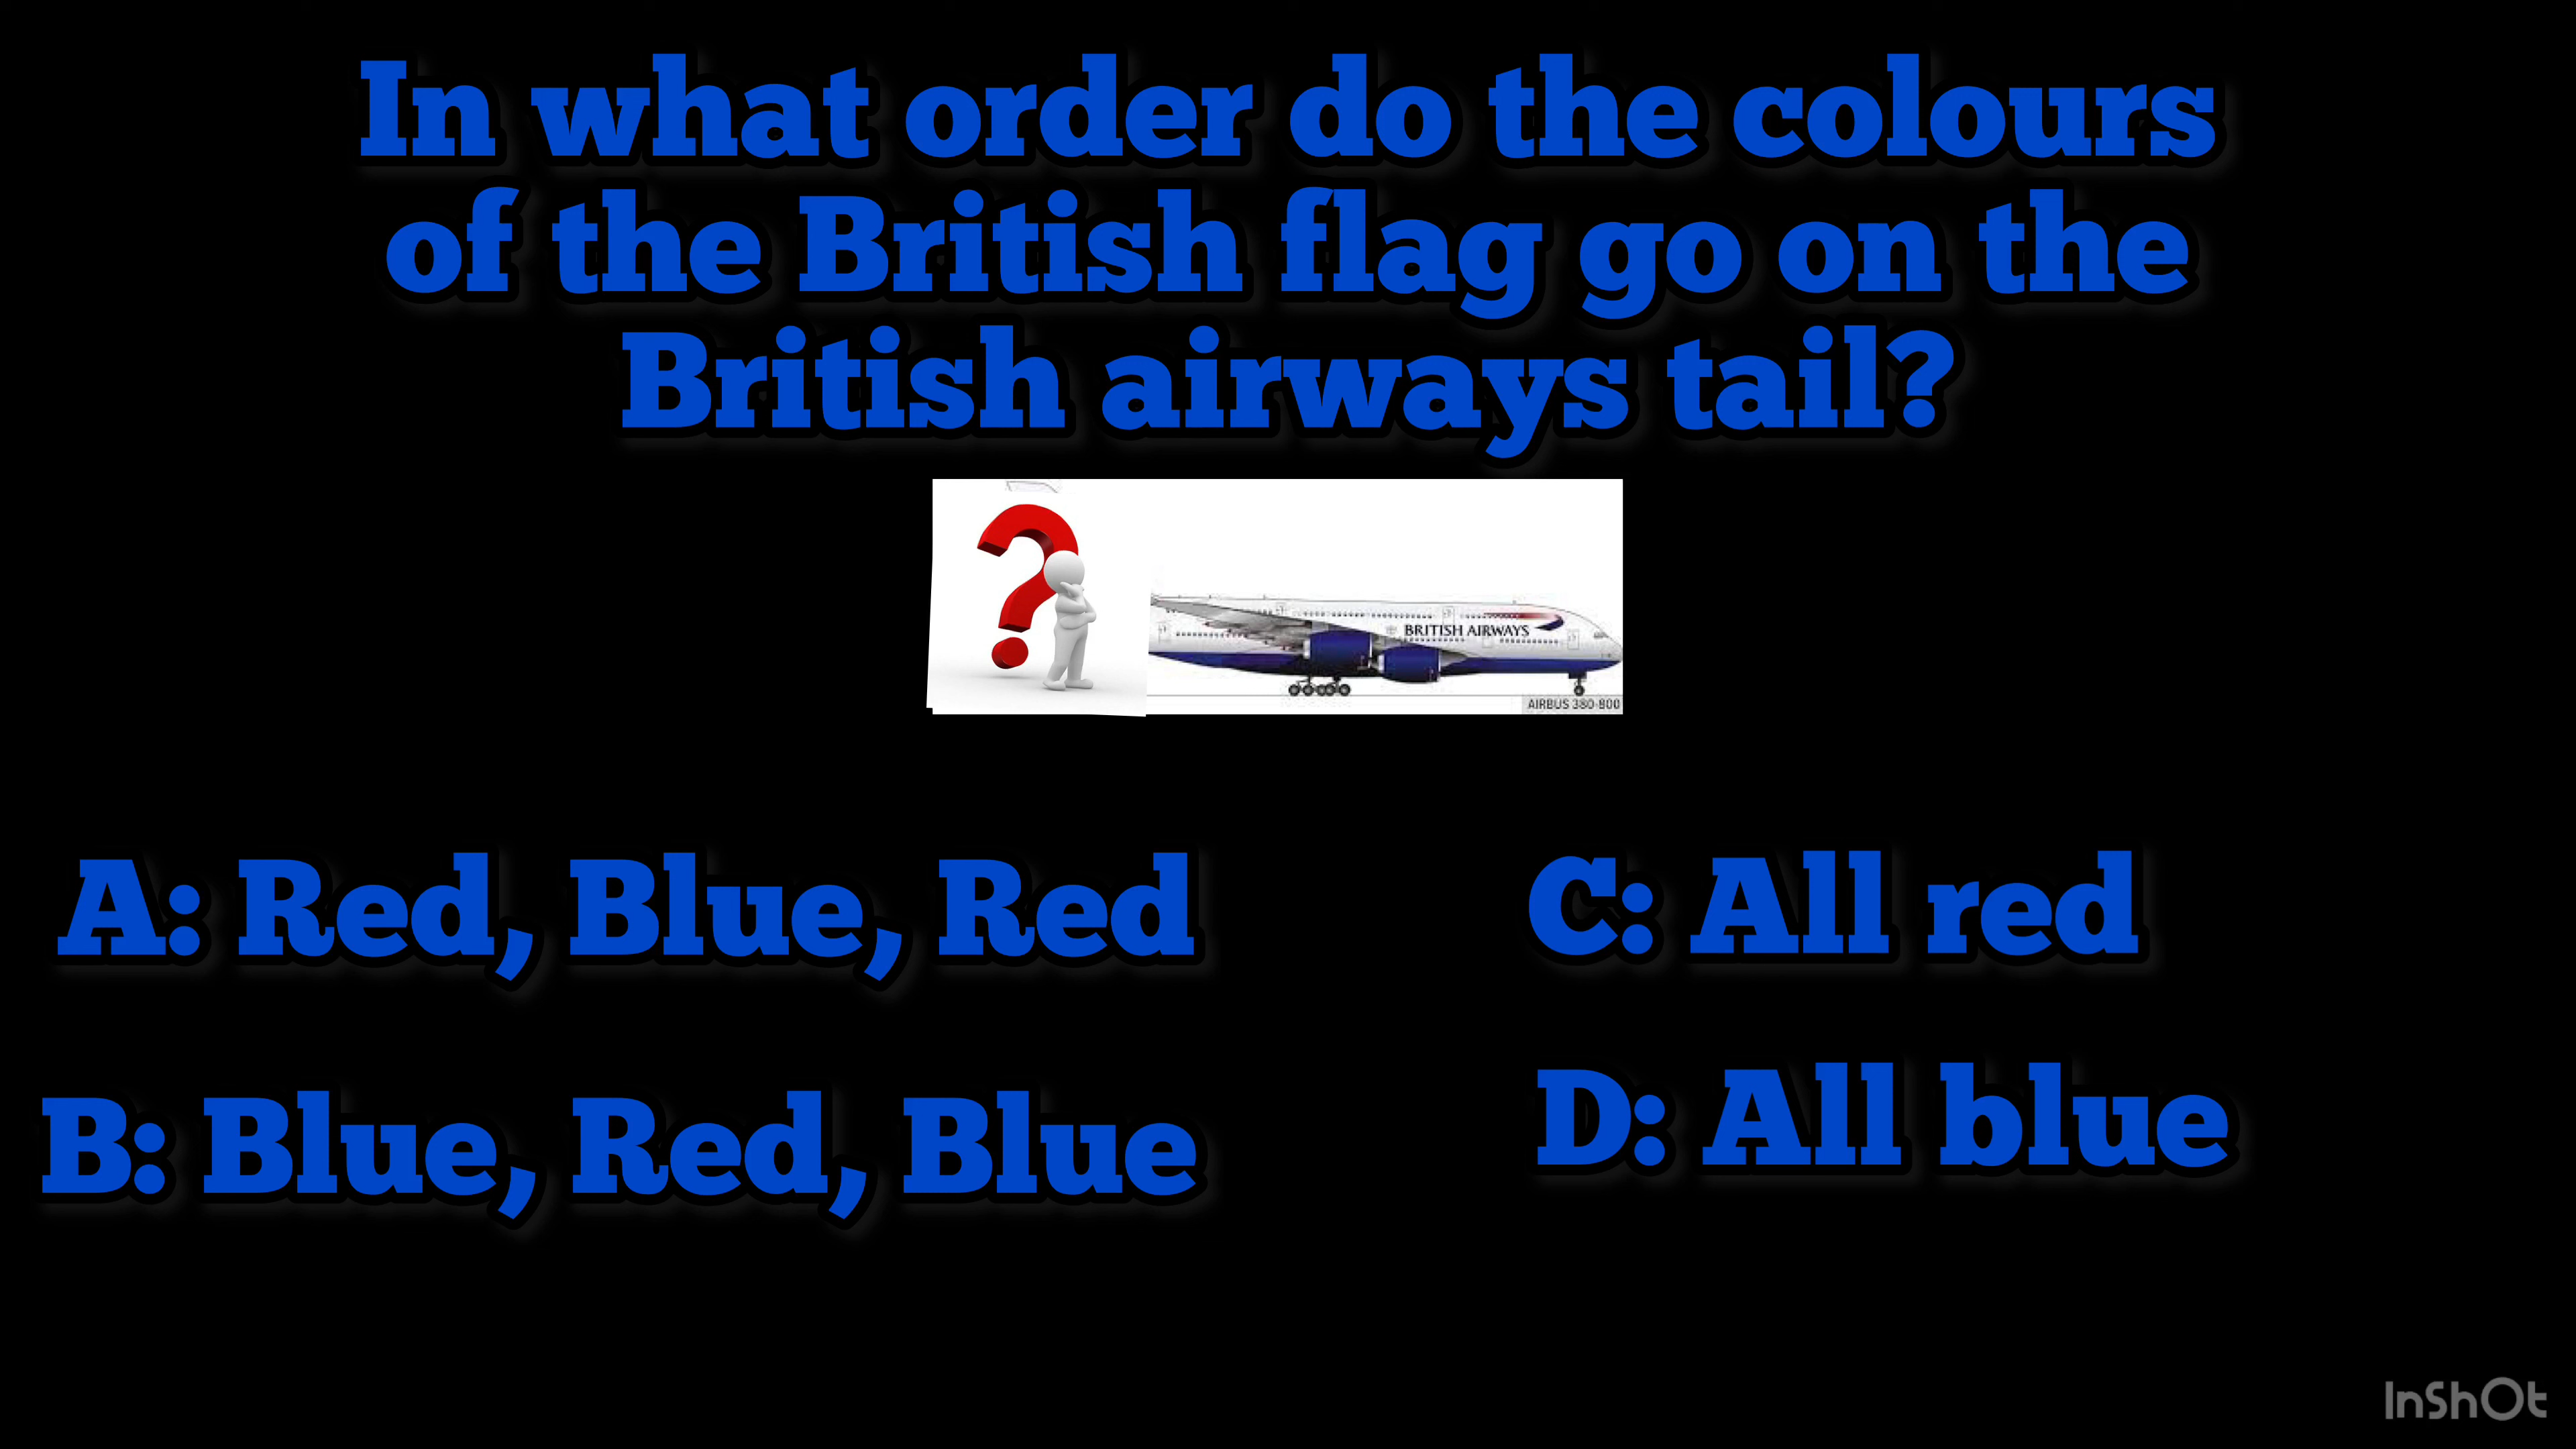 In what order do the colours
of the British flag go on the
British airways tail?
BRITISH AIRWAYS
AIRBUS 380-800
A: Red, Blue, Red
C: All red
B: Blue, Red, Blue
D: All blue
InShOt